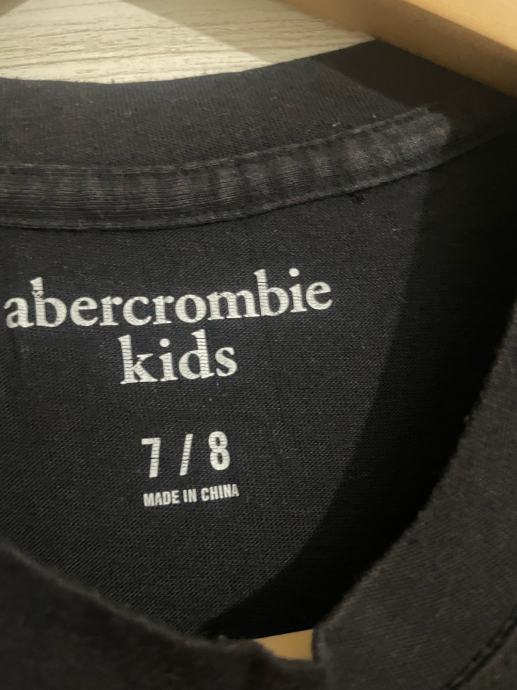 abercrombie
kids
7 / 8
MADE IN CHINA